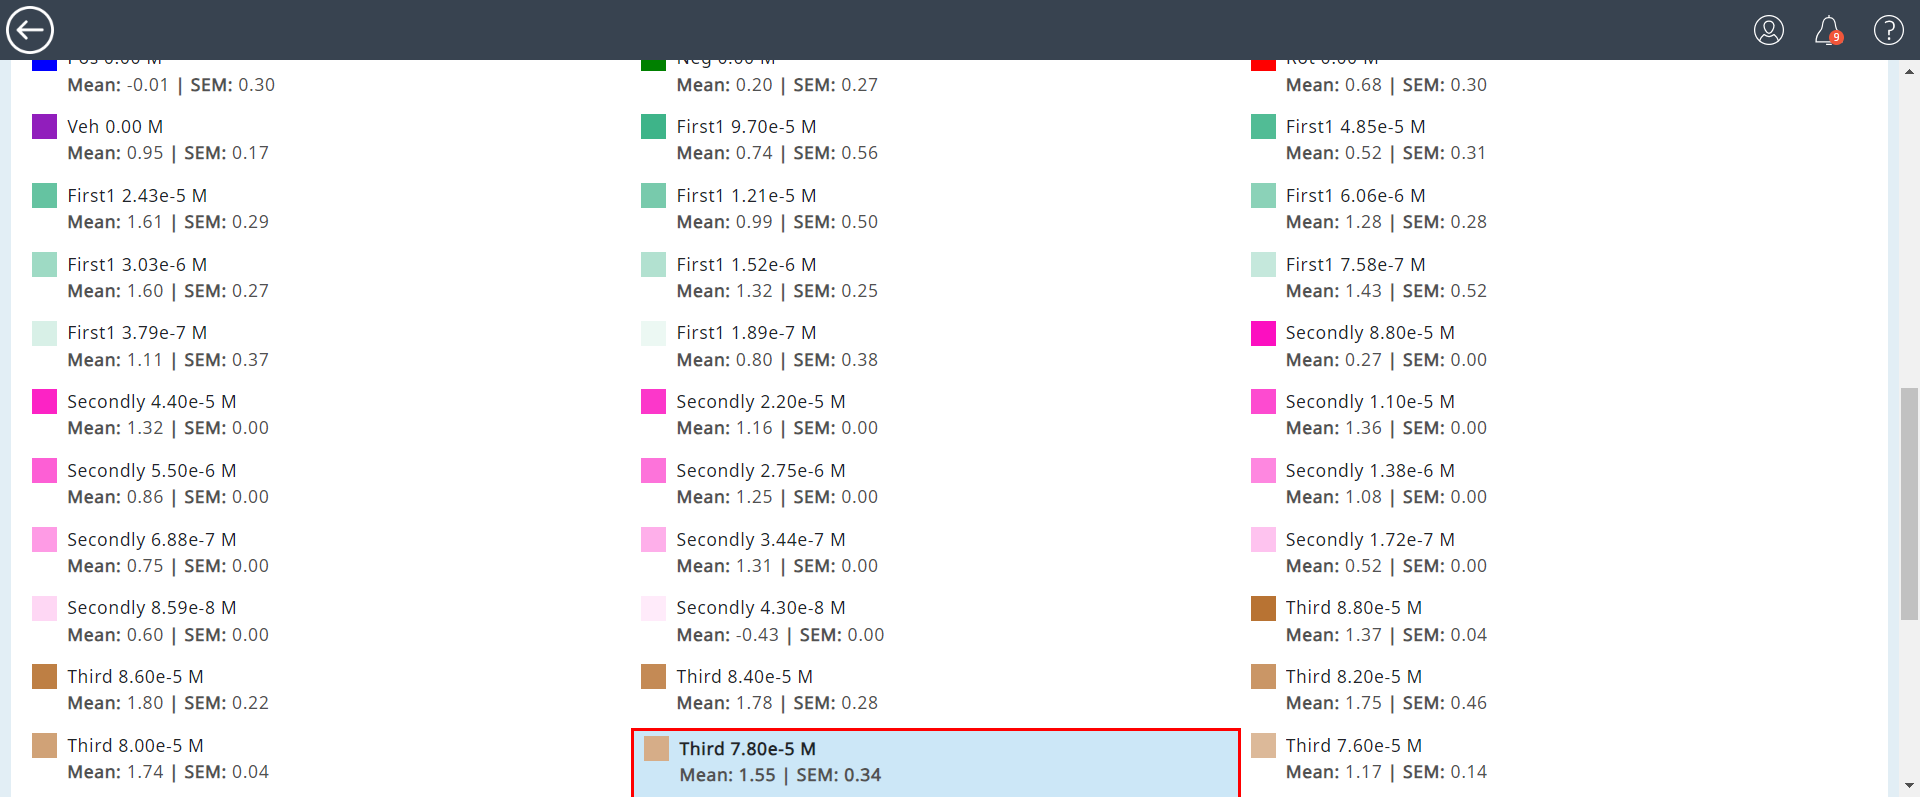 9
Pos 0.00 M
Neg 0.00 M
Rot 0.00 M
Mean: -0.01 | SEM: 0.30
Mean: 0.20 | SEM: 0.27
Mean: 0.68 | SEM: 0.30
Veh 0.00 M
First1 9.70e-5 M
First1 4.85e-5 M
Mean: 0.95 | SEM: 0.17
Mean: 0.74 | SEM: 0.56
Mean: 0.52 | SEM: 0.31
First1 2.43e-5 M
First1 1.21e-5 M
First1 6.06e-6 M
Mean: 1.61 | SEM: 0.29
Mean: 0.99 | SEM: 0.50
Mean: 1.28 | SEM: 0.28
First1 3.03e-6 M
First1 1.52e-6 M
First1 7.58e-7 M
Mean: 1.60 | SEM: 0.27
Mean: 1.32 | SEM: 0.25
Mean: 1.43 | SEM: 0.52
First1 3.79e-7 M
First1 1.89e-7 M
Secondly 8.80e-5 M
Mean: 1.11 | SEM: 0.37
Mean: 0.80 | SEM: 0.38
Mean: 0.27 | SEM: 0.00
Secondly 4.40e-5 M
Secondly 2.20e-5 M
Secondly 1.10e-5 M
Mean: 1.32 | SEM: 0.00
Mean: 1.16 | SEM: 0.00
Mean: 1.36 | SEM: 0.00
Secondly 5.50e-6 M
Secondly 2.75e-6 M
Secondly 1.38e-6 M
Mean: 0.86 | SEM: 0.00
Mean: 1.25 | SEM: 0.00
Mean: 1.08 | SEM: 0.00
Secondly 6.88e-7 M
Secondly 3.44e-7 M
Secondly 1.72e-7 M
Mean: 0.75 | SEM: 0.00
Mean: 1.31 | SEM: 0.00
Mean: 0.52 | SEM: 0.00
Secondly 8.59e-8 M
Secondly 4.30e-8 M
Third 8.80e-5 M
Mean: 0.60 | SEM: 0.00
Mean: -0.43 | SEM: 0.00
Mean: 1.37 | SEM: 0.04
Third 8.60e-5 M
Third 8.40e-5 M
Third 8.20e-5 M
Mean: 1.80 | SEM: 0.22
Mean: 1.78 | SEM: 0.28
Mean: 1.75 | SEM: 0.46
Third 8.00e-5 M
Third 7.80e-5 M
Third 7.60e-5 M
Mean: 1.74 | SEM: 0.04
Mean: 1.55 | SEM: 0.34
Mean: 1.17 | SEM: 0.14